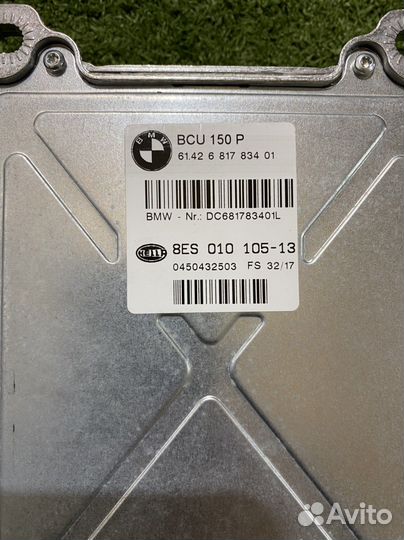 BMW
BCU 150 P
61.42 6 817 834 01
BMW - Nr.: DC681783401L
HELLA
8ES 010 105-13
0450432503 FS 32/17
Avito